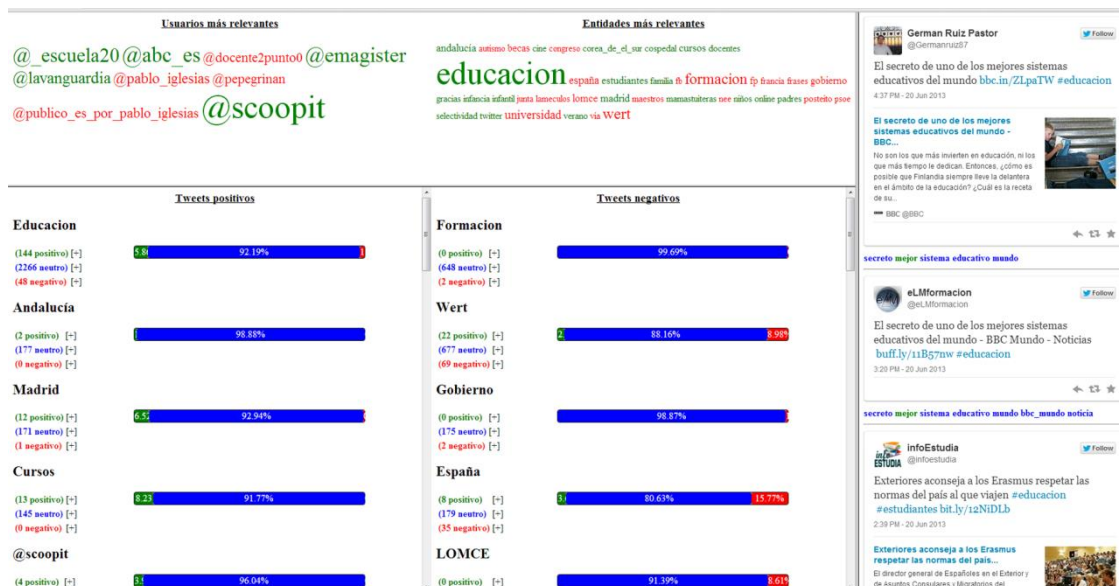 Usuarios más relevantes
@_escuela20 @abc_es @docente2punto0 @emagister
@lavanguardia @pablo_iglesias @pepegrinan
@publico_es_por_pablo_iglesias @scoopit
Entidades más relevantes
andalucía autismo becas cine congreso corea_de_el_sur cospedal cursos docentes
educacion españa estudiantes familia fb formacion fp francia frases gobierno
gracias infancia infantil junta lameculos lomce madrid maestros mamastuiteras nee niños online padres posteito psoe
selectividad twitter universidad verano via wert
Tweets positivos
Educacion
(144 positivo) [+]
(2266 neutro) [+]
(48 negativo) [+]
5.86 92.19% 1
Andalucía
(2 positivo) [+]
(177 neutro) [+]
(0 negativo) [+]
98.88%
Madrid
(12 positivo) [+]
(171 neutro) [+]
(1 negativo) [+]
6.52 92.94%
Cursos
(13 positivo) [+]
(145 neutro) [+]
(0 negativo) [+]
8.23 91.77%
@scoopit
(4 positivo) [+]
3.9 96.04%
Tweets negativos
Formacion
(0 positivo) [+]
(648 neutro) [+]
(2 negativo) [+]
99.69%
Wert
(22 positivo) [+]
(677 neutro) [+]
(69 negativo) [+]
2 88.16% 8.98%
Gobierno
(0 positivo) [+]
(175 neutro) [+]
(2 negativo) [+]
98.87%
España
(8 positivo) [+]
(179 neutro) [+]
(35 negativo) [+]
3. 80.63% 15.77%
LOMCE
(0 positivo) [+]
91.39% 8.61%
German Ruiz Pastor
@Germanruiz87
Follow
El secreto de uno de los mejores sistemas
educativos del mundo bbc.in/ZLpaTW #educacion
4:37 PM - 20 Jun 2013
El secreto de uno de los mejores
sistemas educativos del mundo -
BBC...
No son los que más invierten en educación, ni los
que más tiempo le dedican. Entonces, ¿cómo es
posible que Finlandia siempre lleve la delantera
en el ámbito de la educación? ¿Cuál es la receta
de su...
BBC @BBC
secreto mejor sistema educativo mundo
eLMformacion
@eLMformacion
Follow
El secreto de uno de los mejores sistemas
educativos del mundo - BBC Mundo - Noticias
buff.ly/11B57nw #educacion
3:20 PM - 20 Jun 2013
secreto mejor sistema educativo mundo bbc_mundo noticia
info ESTUDIA
infoEstudia
@infoestudia
Follow
Exteriores aconseja a los Erasmus respetar las
normas del país al que viajen #educacion
#estudiantes bit.ly/12NiDLb
2:39 PM - 20 Jun 2013
Exteriores aconseja a los Erasmus
respetar las normas del país...
El director general de Españoles en el Exterior y
de Asuntos Consulares y Migratorios del